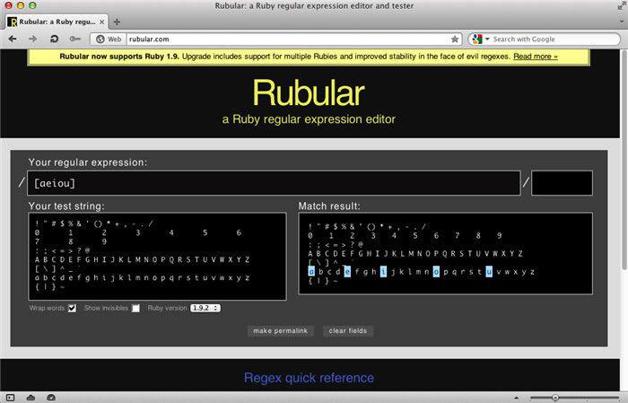 Rubular: a Ruby regular expression editor and tester
Rubular: a Ruby regu...
Web rubular.com
Search with Google
Rubular now supports Ruby 1.9. Upgrade includes support for multiple Rubies and improved stability in the face of evil regexes. Read more »
Rubular
a Ruby regular expression editor
Your regular expression:
/ [aeiou] /
Your test string:
! " # $ % & ' ( ) * + , - . /
0 1 2 3 4 5 6
7 8 9
: ; < = > ? @
A B C D E F G H I J K L M N O P Q R S T U V W X Y Z
[ \ ] ^ _ `
a b c d e f g h i j k l m n o p q r s t u v w x y z
{ | } ~
Match result:
! " # $ % & ' ( ) * + , - . /
0 1 2 3 4 5 6 7 8 9
: ; < = > ? @
A B C D E F G H I J K L M N O P Q R S T U V W X Y Z
[ \ ] ^ _ `
a b c d e f g h i j k l m n o p q r s t u v w x y z
{ | } ~
Wrap words Show invisibles Ruby version 1.9.2
make permalink clear fields
Regex quick reference